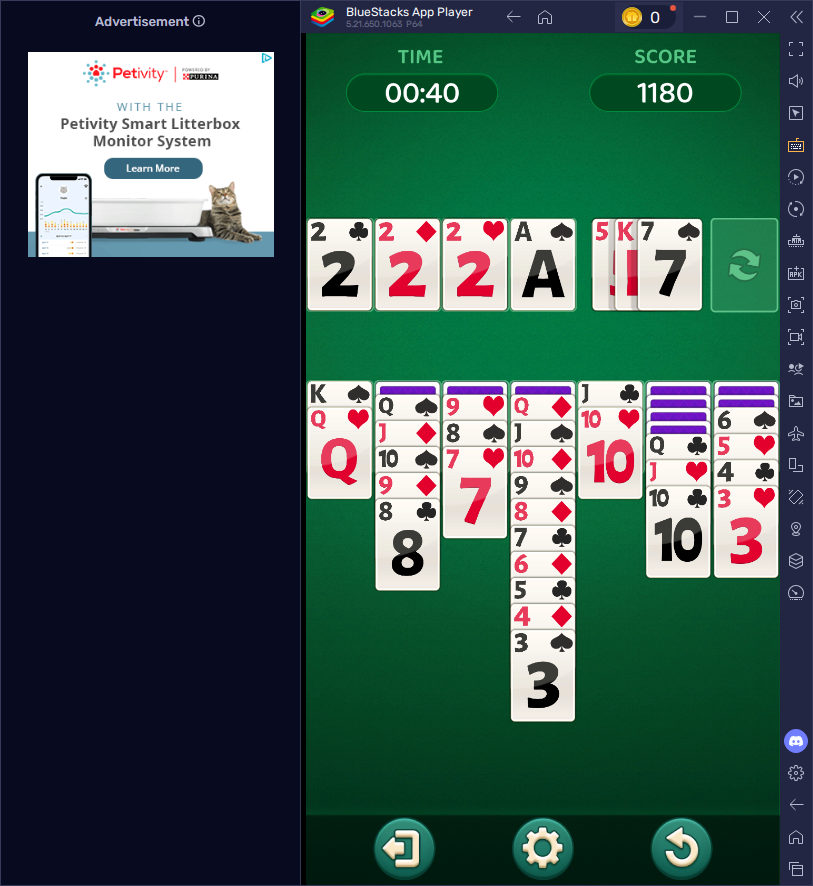 Advertisement
BlueStacks App Player
5.21.650.1063 P64
0
Petivity
POWERED BY
PURINA
WITH THE
Petivity Smart Litterbox
Monitor System
Learn More
TIME
SCORE
00:40
1180
2 2 2 A 5 K 7
2 2 2 A 7
K Q 9 Q J Q 6
Q J 8 J 10 J 5
Q 10 7 10 10 10 4
9 7 9 10 3
8 8 3
8 7
6
5
4
3
3
APK